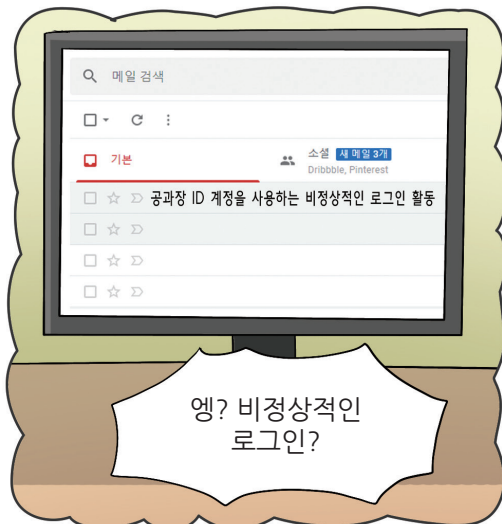 메일 검색
기본
소셜 새 메일 3개
Dribbble, Pinterest
공과장 ID 계정을 사용하는 비정상적인 로그인 활동
엥? 비정상적인
로그인?